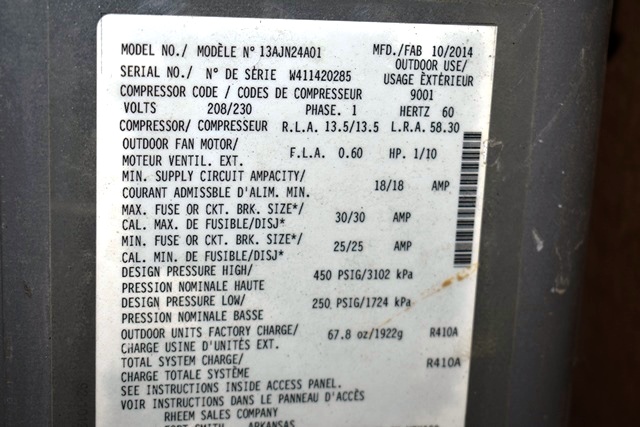 MODEL NO./ MODÈLE N° 13AJN24A01 MFD./FAB 10/2014
SERIAL NO./ N° DE SÉRIE W411420285 OUTDOOR USE/
USAGE ÈXTÉRIEUR
COMPRESSOR CODE / CODES DE COMPRESSEUR 9001
VOLTS 208/230 PHASE. 1 HERTZ 60
COMPRESSOR/ COMPRESSEUR R.L.A. 13.5/13.5 L.R.A. 58.30
OUTDOOR FAN MOTOR/
MOTEUR VENTIL. EXT. F.L.A. 0.60 HP. 1/10
MIN. SUPPLY CIRCUIT AMPACITY/
COURANT ADMISSBLE D'ALIM. MIN. 18/18 AMP
MAX. FUSE OR CKT. BRK. SIZE*/
CAL. MAX. DE FUSIBLE/DISJ* 30/30 AMP
MIN. FUSE OR CKT. BRK. SIZE*/
CAL. MIN. DE FUSIBLE/DISJ* 25/25 AMP
DESIGN PRESSURE HIGH/ 450 PSIG/3102 kPa
PRESSION NOMINALE HAUTE
DESIGN PRESSURE LOW/ 250 PSIG/1724 kPa
PRESSION NOMINALE BASSE
OUTDOOR UNITS FACTORY CHARGE/ 67.8 oz/1922g R410A
CHARGE USINE D'UNITÉS EXT.
TOTAL SYSTEM CHARGE/ R410A
CHARGE TOTALE SYSTÈME
SEE INSTRUCTIONS INSIDE ACCESS PANEL.
VOIR INSTRUCTIONS DANS LE PANNEAU D'ACCÈS
RHEEM SALES COMPANY
FORT SMITH, ARKANSAS